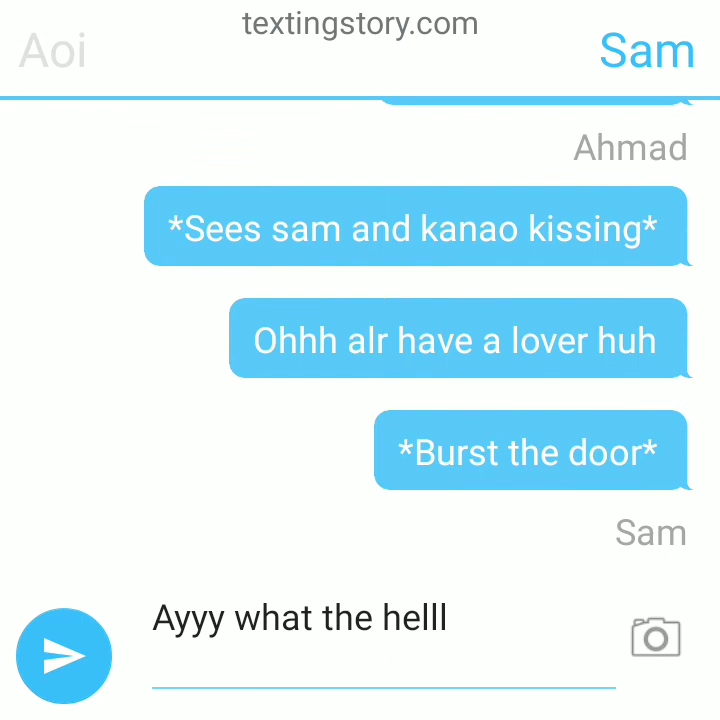 textingstory.com
Aoi
Sam
Ahmad
*Sees sam and kanao kissing*
Ohhh alr have a lover huh
*Burst the door*
Sam
Ayyy what the helll